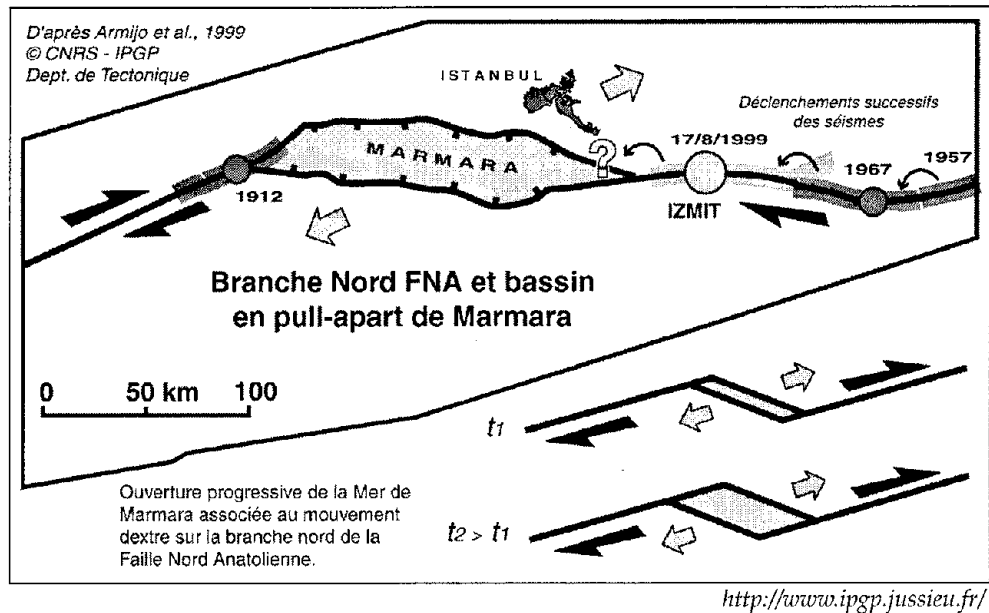 D'après Armijo et al., 1999
© CNRS - IPGP
Dept. de Tectonique
ISTANBUL
Déclenchements successifs
des séismes
17/8/1999
1967
1957
MARMARA
?
1912
IZMIT
Branche Nord FNA et bassin
en pull-apart de Marmara
0 50 km 100
t1
Ouverture progressive de la Mer de
Marmara associée au mouvement
dextre sur la branche nord de la
Faille Nord Anatolienne.
t2 > t1
http://www.ipgp.jussieu.fr/